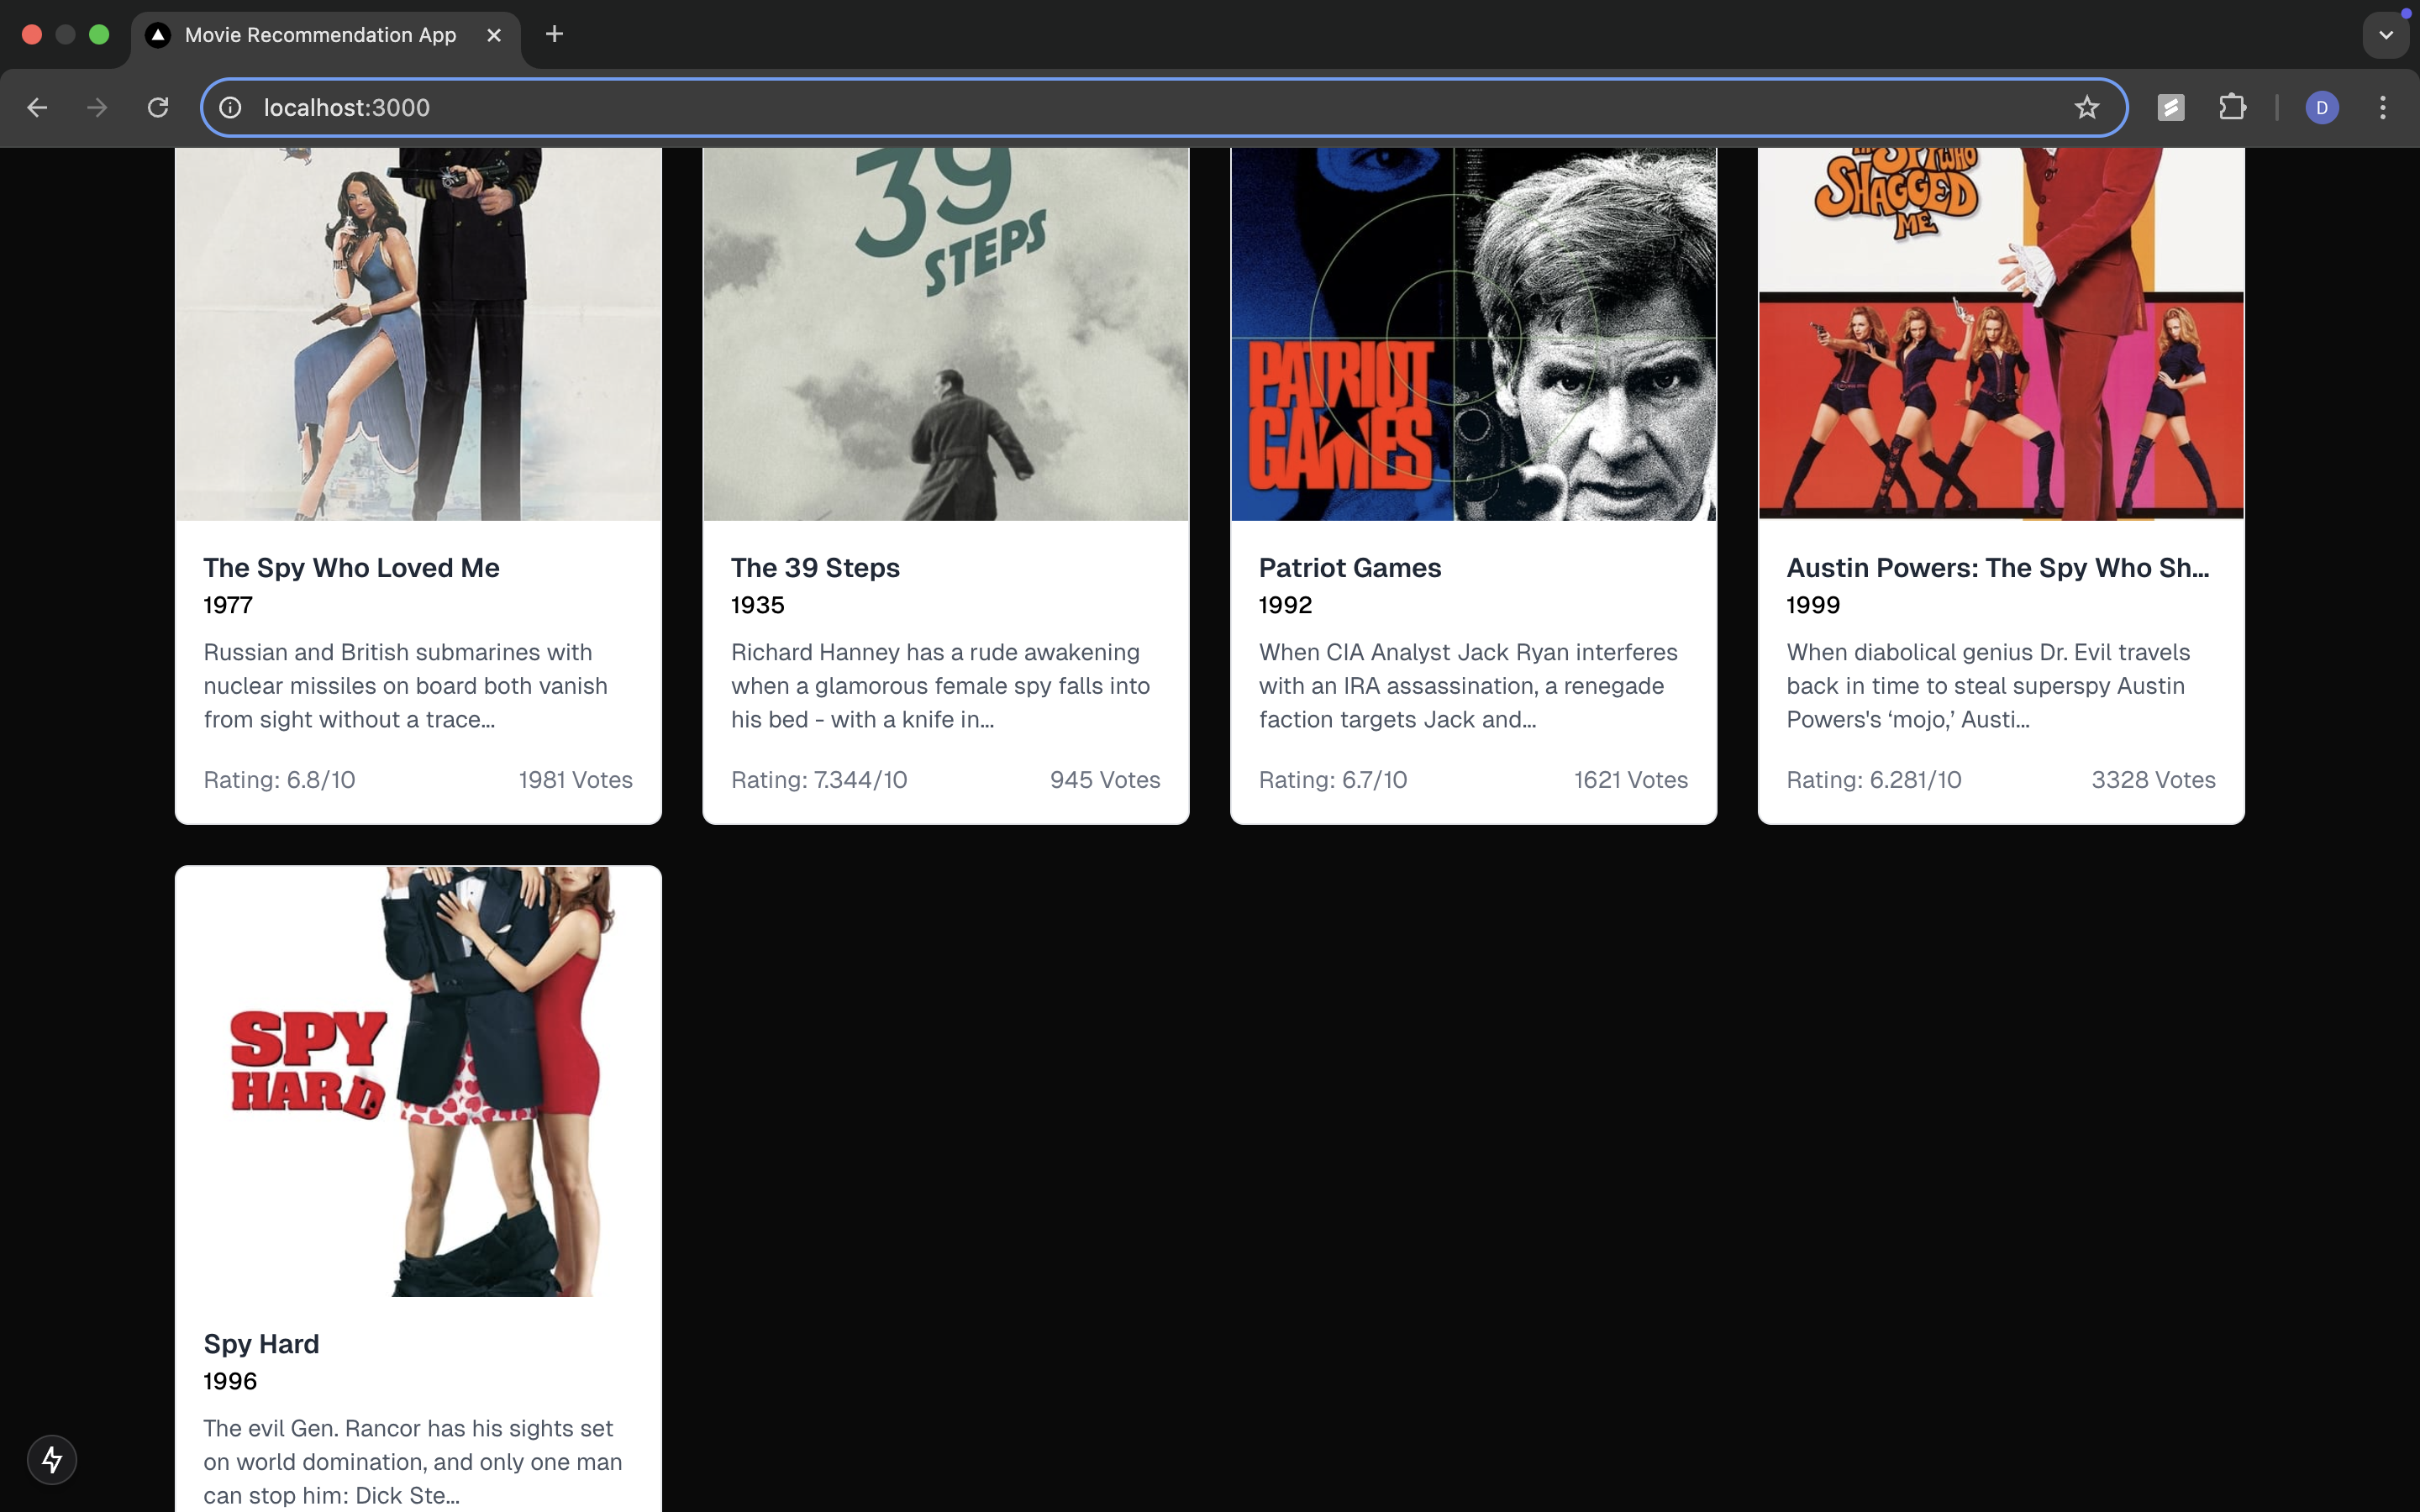 Movie Recommendation App
localhost:3000
D
39
STEPS
PATRIOT
GAMES
SPY WHO
SHAGGED
ME
The Spy Who Loved Me
1977
Russian and British submarines with
nuclear missiles on board both vanish
from sight without a trace...
Rating: 6.8/10
1981 Votes
The 39 Steps
1935
Richard Hanney has a rude awakening
when a glamorous female spy falls into
his bed - with a knife in...
Rating: 7.344/10
945 Votes
Patriot Games
1992
When CIA Analyst Jack Ryan interferes
with an IRA assassination, a renegade
faction targets Jack and...
Rating: 6.7/10
1621 Votes
Austin Powers: The Spy Who Sh...
1999
When diabolical genius Dr. Evil travels
back in time to steal superspy Austin
Powers's ‘mojo,’ Austi...
Rating: 6.281/10
3328 Votes
SPY
HARD
Spy Hard
1996
The evil Gen. Rancor has his sights set
on world domination, and only one man
can stop him: Dick Ste...